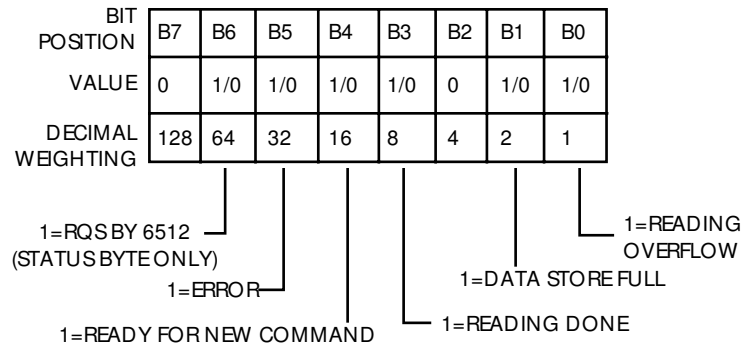 BIT POSITION B7 B6 B5 B4 B3 B2 B1 B0
VALUE 0 1/0 1/0 1/0 1/0 0 1/0 1/0
DECIMAL WEIGHTING 128 64 32 16 8 4 2 1
1=RQS BY 6512
(STATUS BYTE ONLY)
1=READING
OVERFLOW
1=ERROR
1=DATA STORE FULL
1=READY FOR NEW COMMAND
1=READING DONE